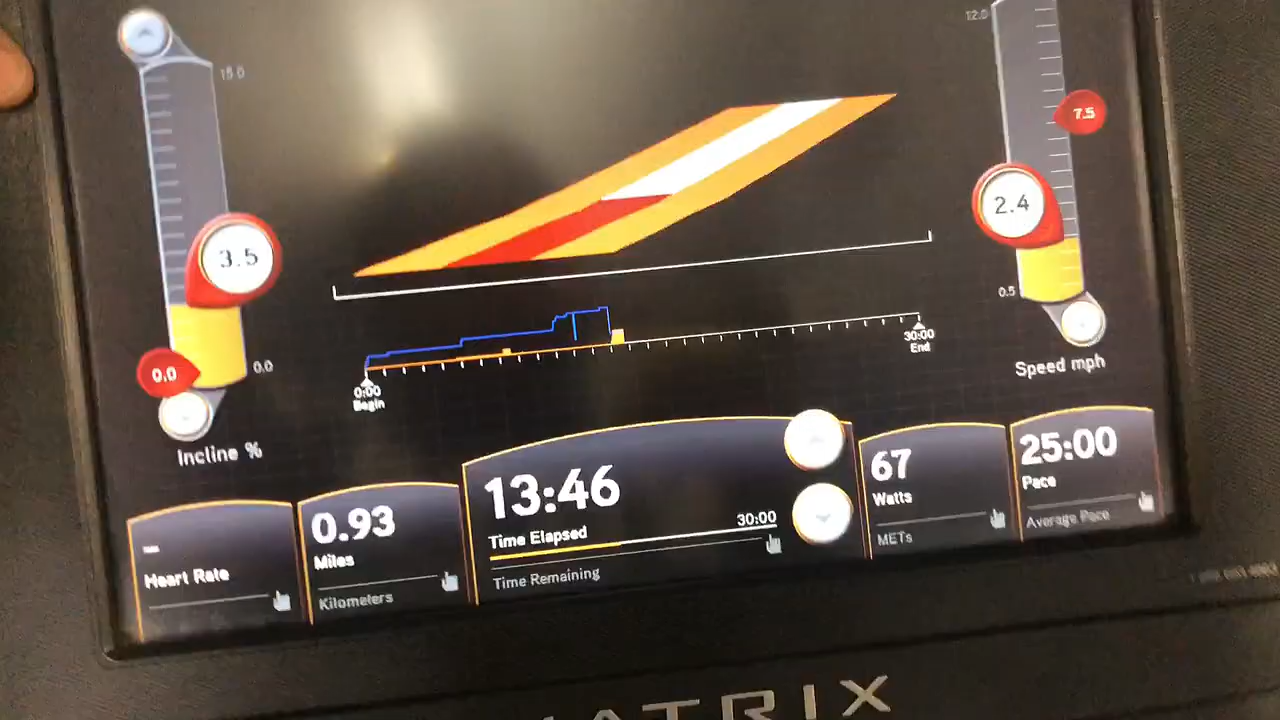 15.0
12.0
7.5
2.4
3.5
0.5
0.0
0.0
30:00
End
0:00
Begin
Speed mph
Incline %
13:46
Time Elapsed
30:00
Time Remaining
67
Watts
METs
25:00
Pace
Average Pace
0.93
Miles
Kilometers
–
Heart Rate
MATRIX